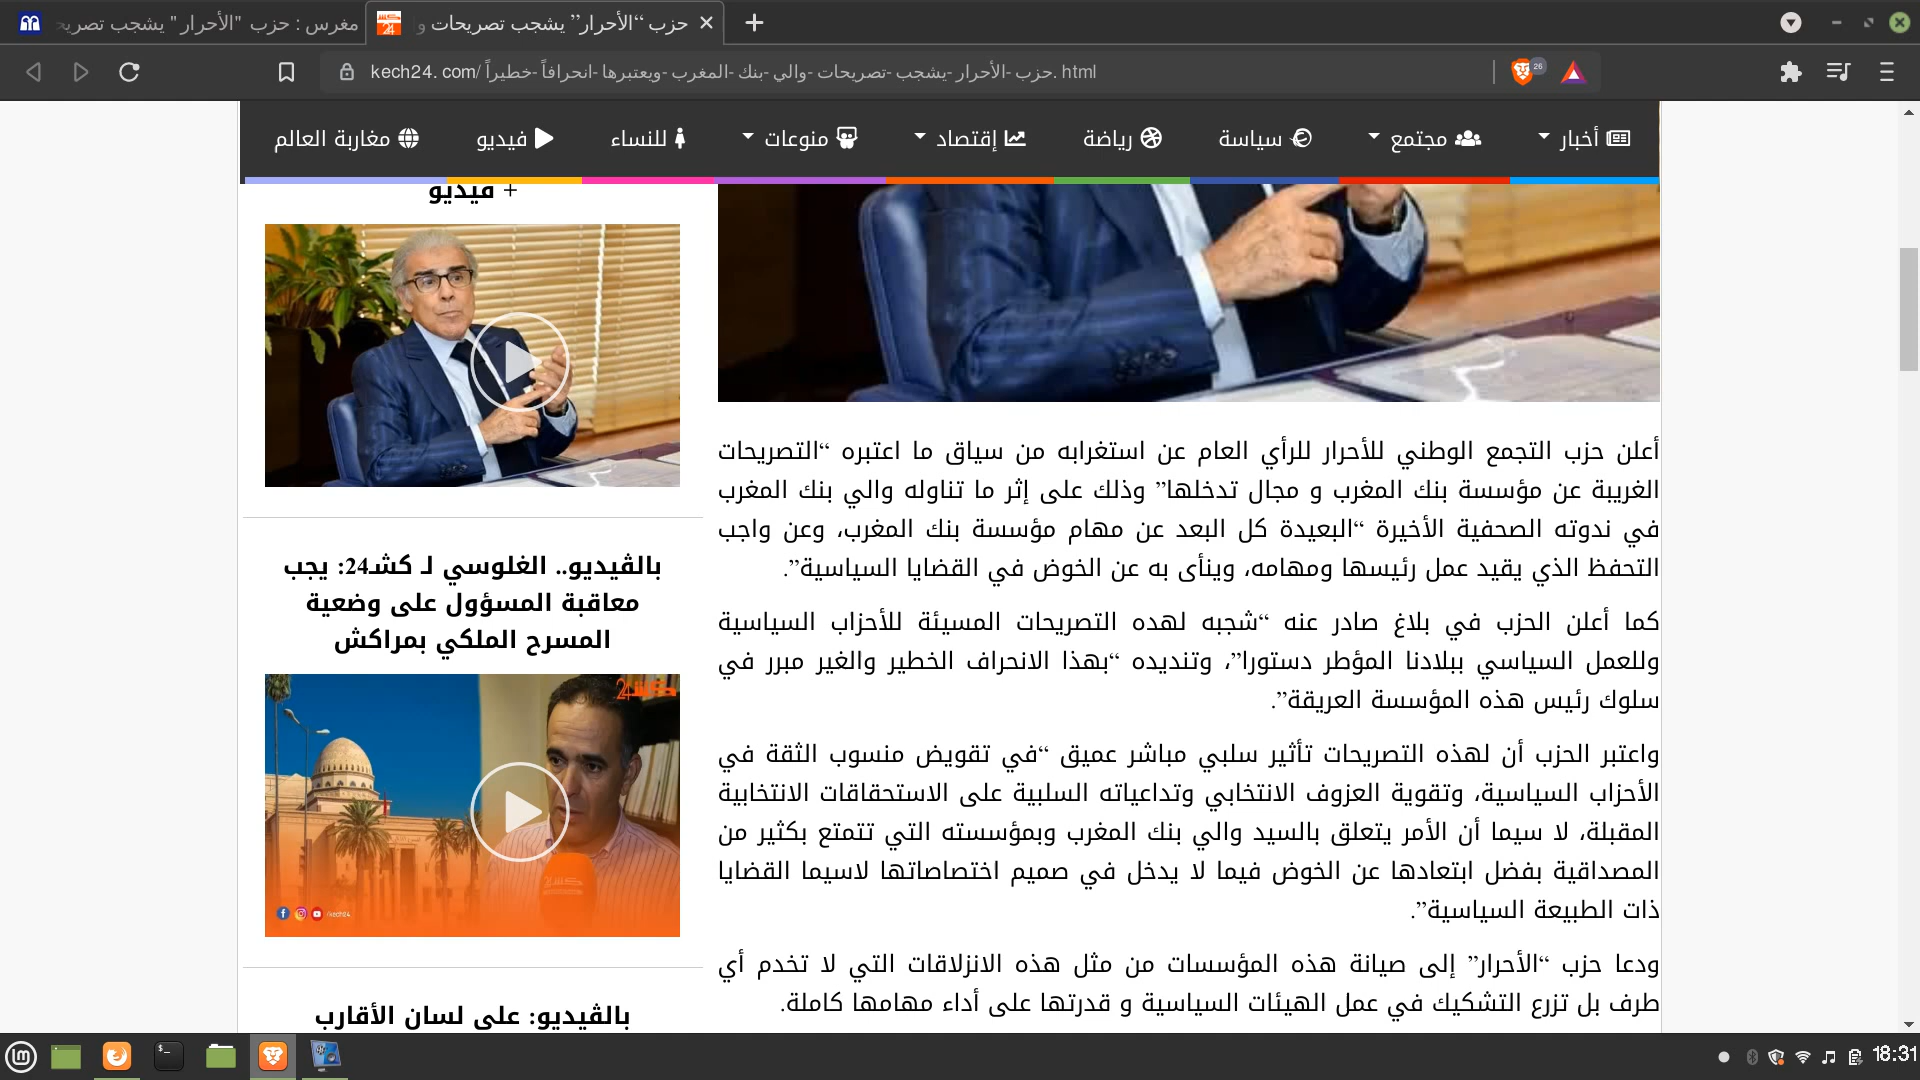 مغرس : حزب "الأحرار" يشجب تصريحا
حزب “الأحرار” يشجب تصريحات و
kech24.com/حزب-الأحرار-يشجب-تصريحات-والي-بنك-المغرب-ويعتبرها-انحرافاً-خطيراً.html
26
أخبار
مجتمع
سياسة
رياضة
إقتصاد
منوعات
للنساء
فيديو
مغاربة العالم
أعلن حزب التجمع الوطني للأحرار للرأي العام عن استغرابه من سياق ما اعتبره “التصريحات
الغريبة عن مؤسسة بنك المغرب و مجال تدخلها” وذلك على إثر ما تناوله والي بنك المغرب
في ندوته الصحفية الأخيرة “البعيدة كل البعد عن مهام مؤسسة بنك المغرب، وعن واجب
التحفظ الذي يقيد عمل رئيسها ومهامه، وينأى به عن الخوض في القضايا السياسية”.
كما أعلن الحزب في بلاغ صادر عنه “شجبه لهده التصريحات المسيئة للأحزاب السياسية
وللعمل السياسي ببلادنا المؤطر دستورا”، وتنديده “بهذا الانحراف الخطير والغير مبرر في
سلوك رئيس هذه المؤسسة العريقة”.
واعتبر الحزب أن لهذه التصريحات تأثير سلبي مباشر عميق “في تقويض منسوب الثقة في
الأحزاب السياسية، وتقوية العزوف الانتخابي وتداعياته السلبية على الاستحقاقات الانتخابية
المقبلة، لا سيما أن الأمر يتعلق بالسيد والي بنك المغرب وبمؤسسته التي تتمتع بكثير من
المصداقية بفضل ابتعادها عن الخوض فيما لا يدخل في صميم اختصاصاتها لاسيما القضايا
ذات الطبيعة السياسية”.
ودعا حزب “الأحرار” إلى صيانة هذه المؤسسات من مثل هذه الانزلاقات التي لا تخدم أي
طرف بل تزرع التشكيك في عمل الهيئات السياسية و قدرتها على أداء مهامها كاملة.
+ فيديو
بالڤيديو.. الغلوسي لـ كشـ24: يجب
معاقبة المسؤول على وضعية
المسرح الملكي بمراكش
/kech24
بالڤيديو: على لسان الأقارب
18:31